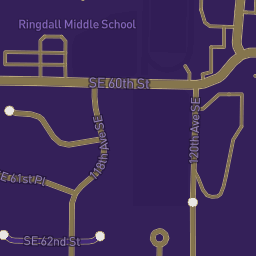 Ringdall Middle School
SE 60th St
118th Ave SE
120th Ave SE
SE 61st Pl
SE 62nd St